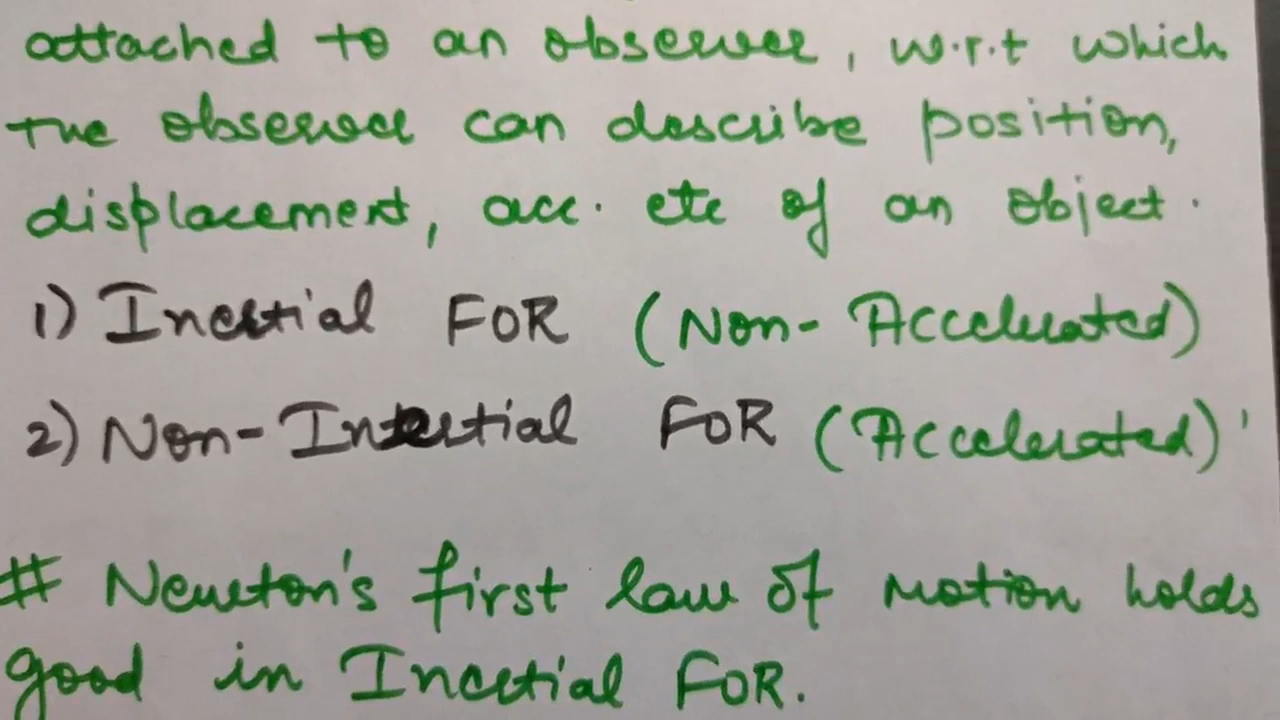 attached to an observer, w.r.t which
the observer can describe position,
displacement, acc. etc of an object.
1) Inertial FOR (Non-Accelerated)
2) Non-Inertial FOR (Accelerated)'
# Newton's first law of motion holds
good in Inertial FOR.